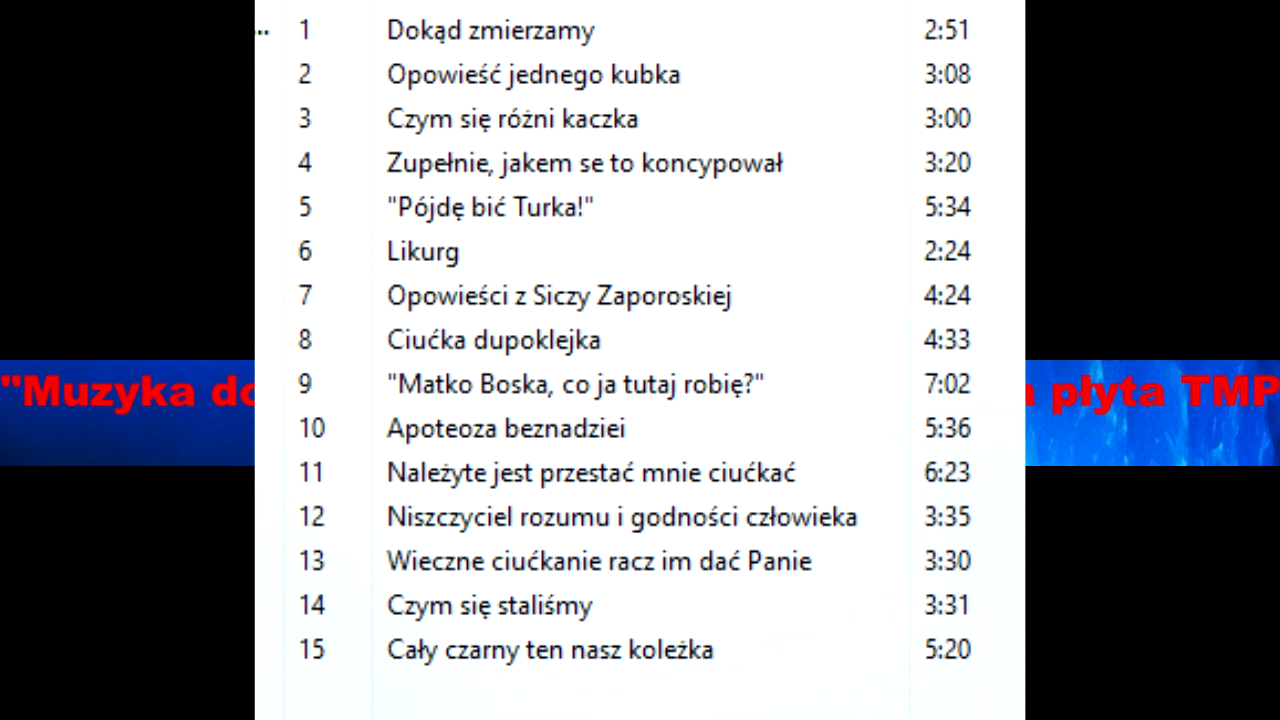 ... 1 Dokąd zmierzamy 2:51
2 Opowieść jednego kubka 3:08
3 Czym się różni kaczka 3:00
4 Zupełnie, jakem se to koncypował 3:20
5 "Pójdę bić Turka!" 5:34
6 Likurg 2:24
7 Opowieści z Siczy Zaporoskiej 4:24
8 Ciućka dupoklejka 4:33
9 "Matko Boska, co ja tutaj robię?" 7:02
10 Apoteoza beznadziei 5:36
11 Należyte jest przestać mnie ciućkać 6:23
12 Niszczyciel rozumu i godności człowieka 3:35
13 Wieczne ciućkanie racz im dać Panie 3:30
14 Czym się staliśmy 3:31
15 Cały czarny ten nasz koleżka 5:20
"Muzyka do płyta TMP